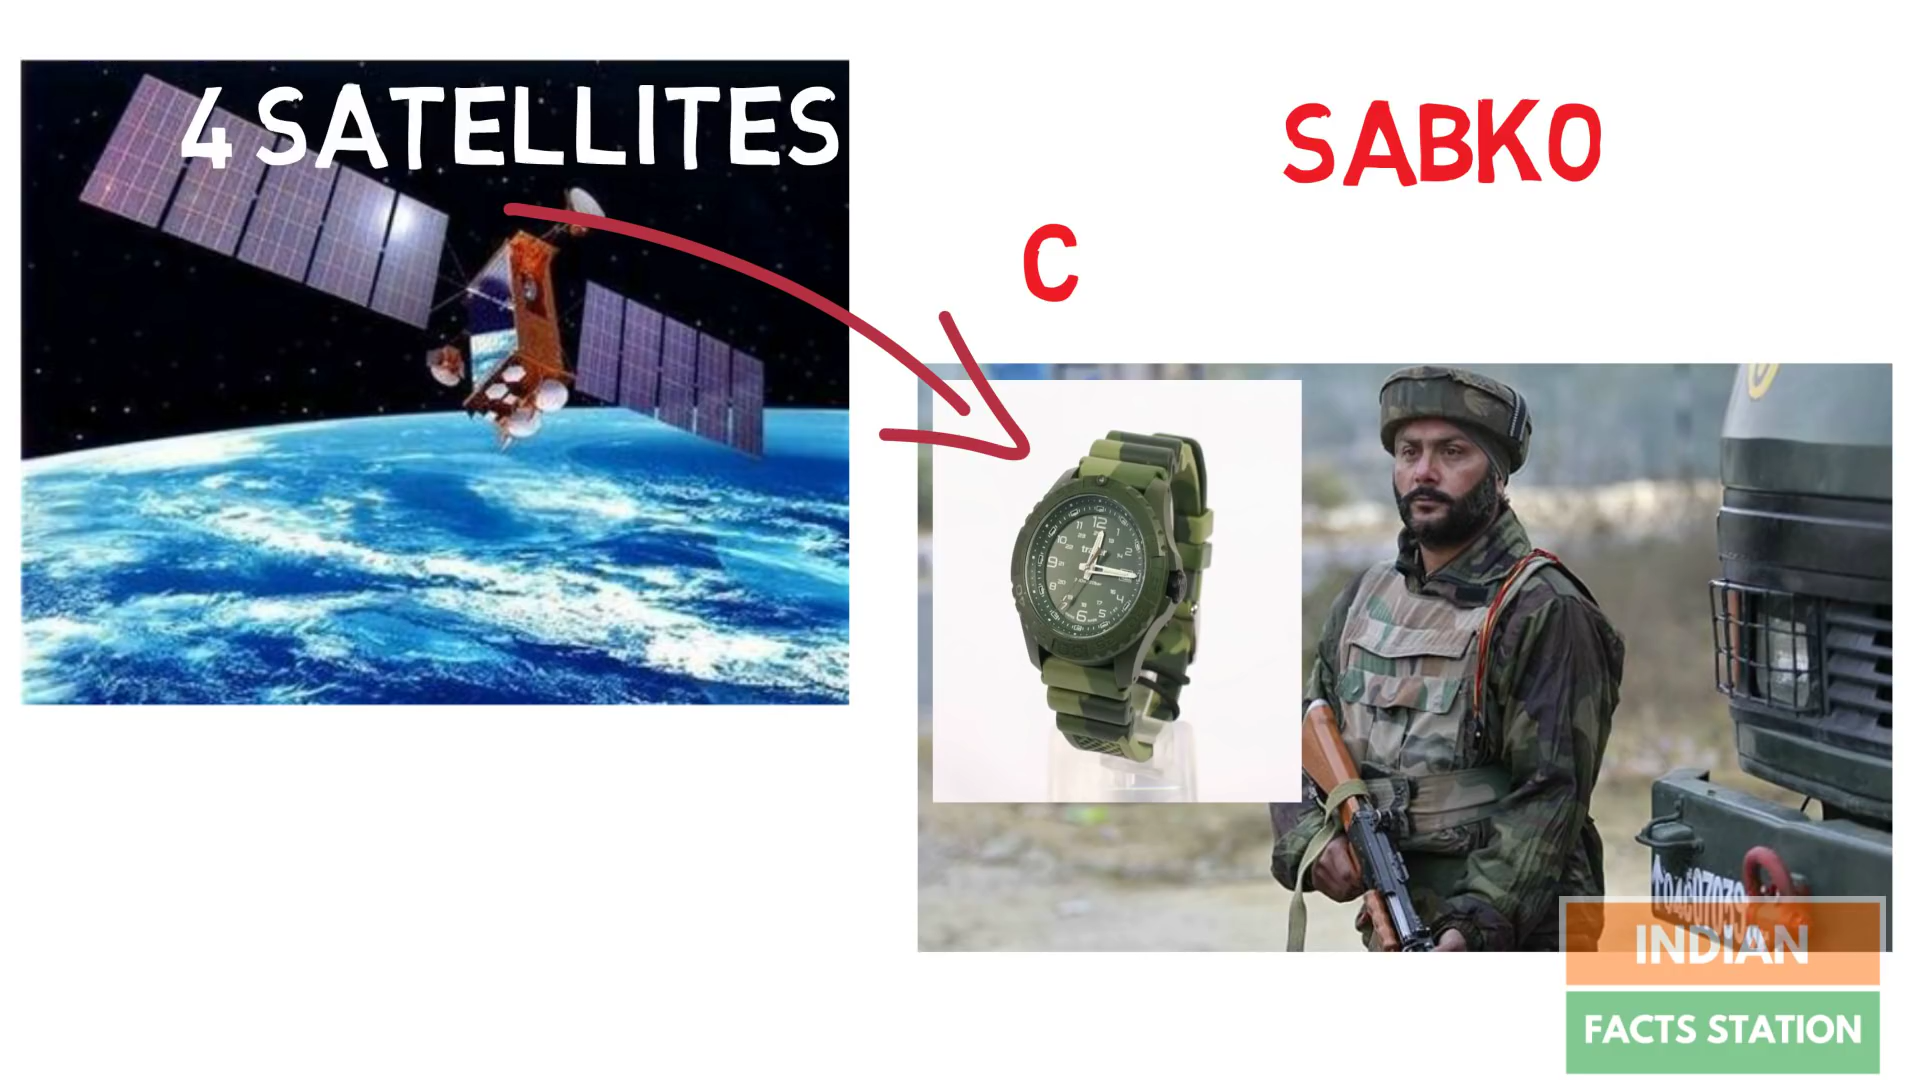 4 SATELLITES
SABKO
C
INDIAN
FACTS STATION